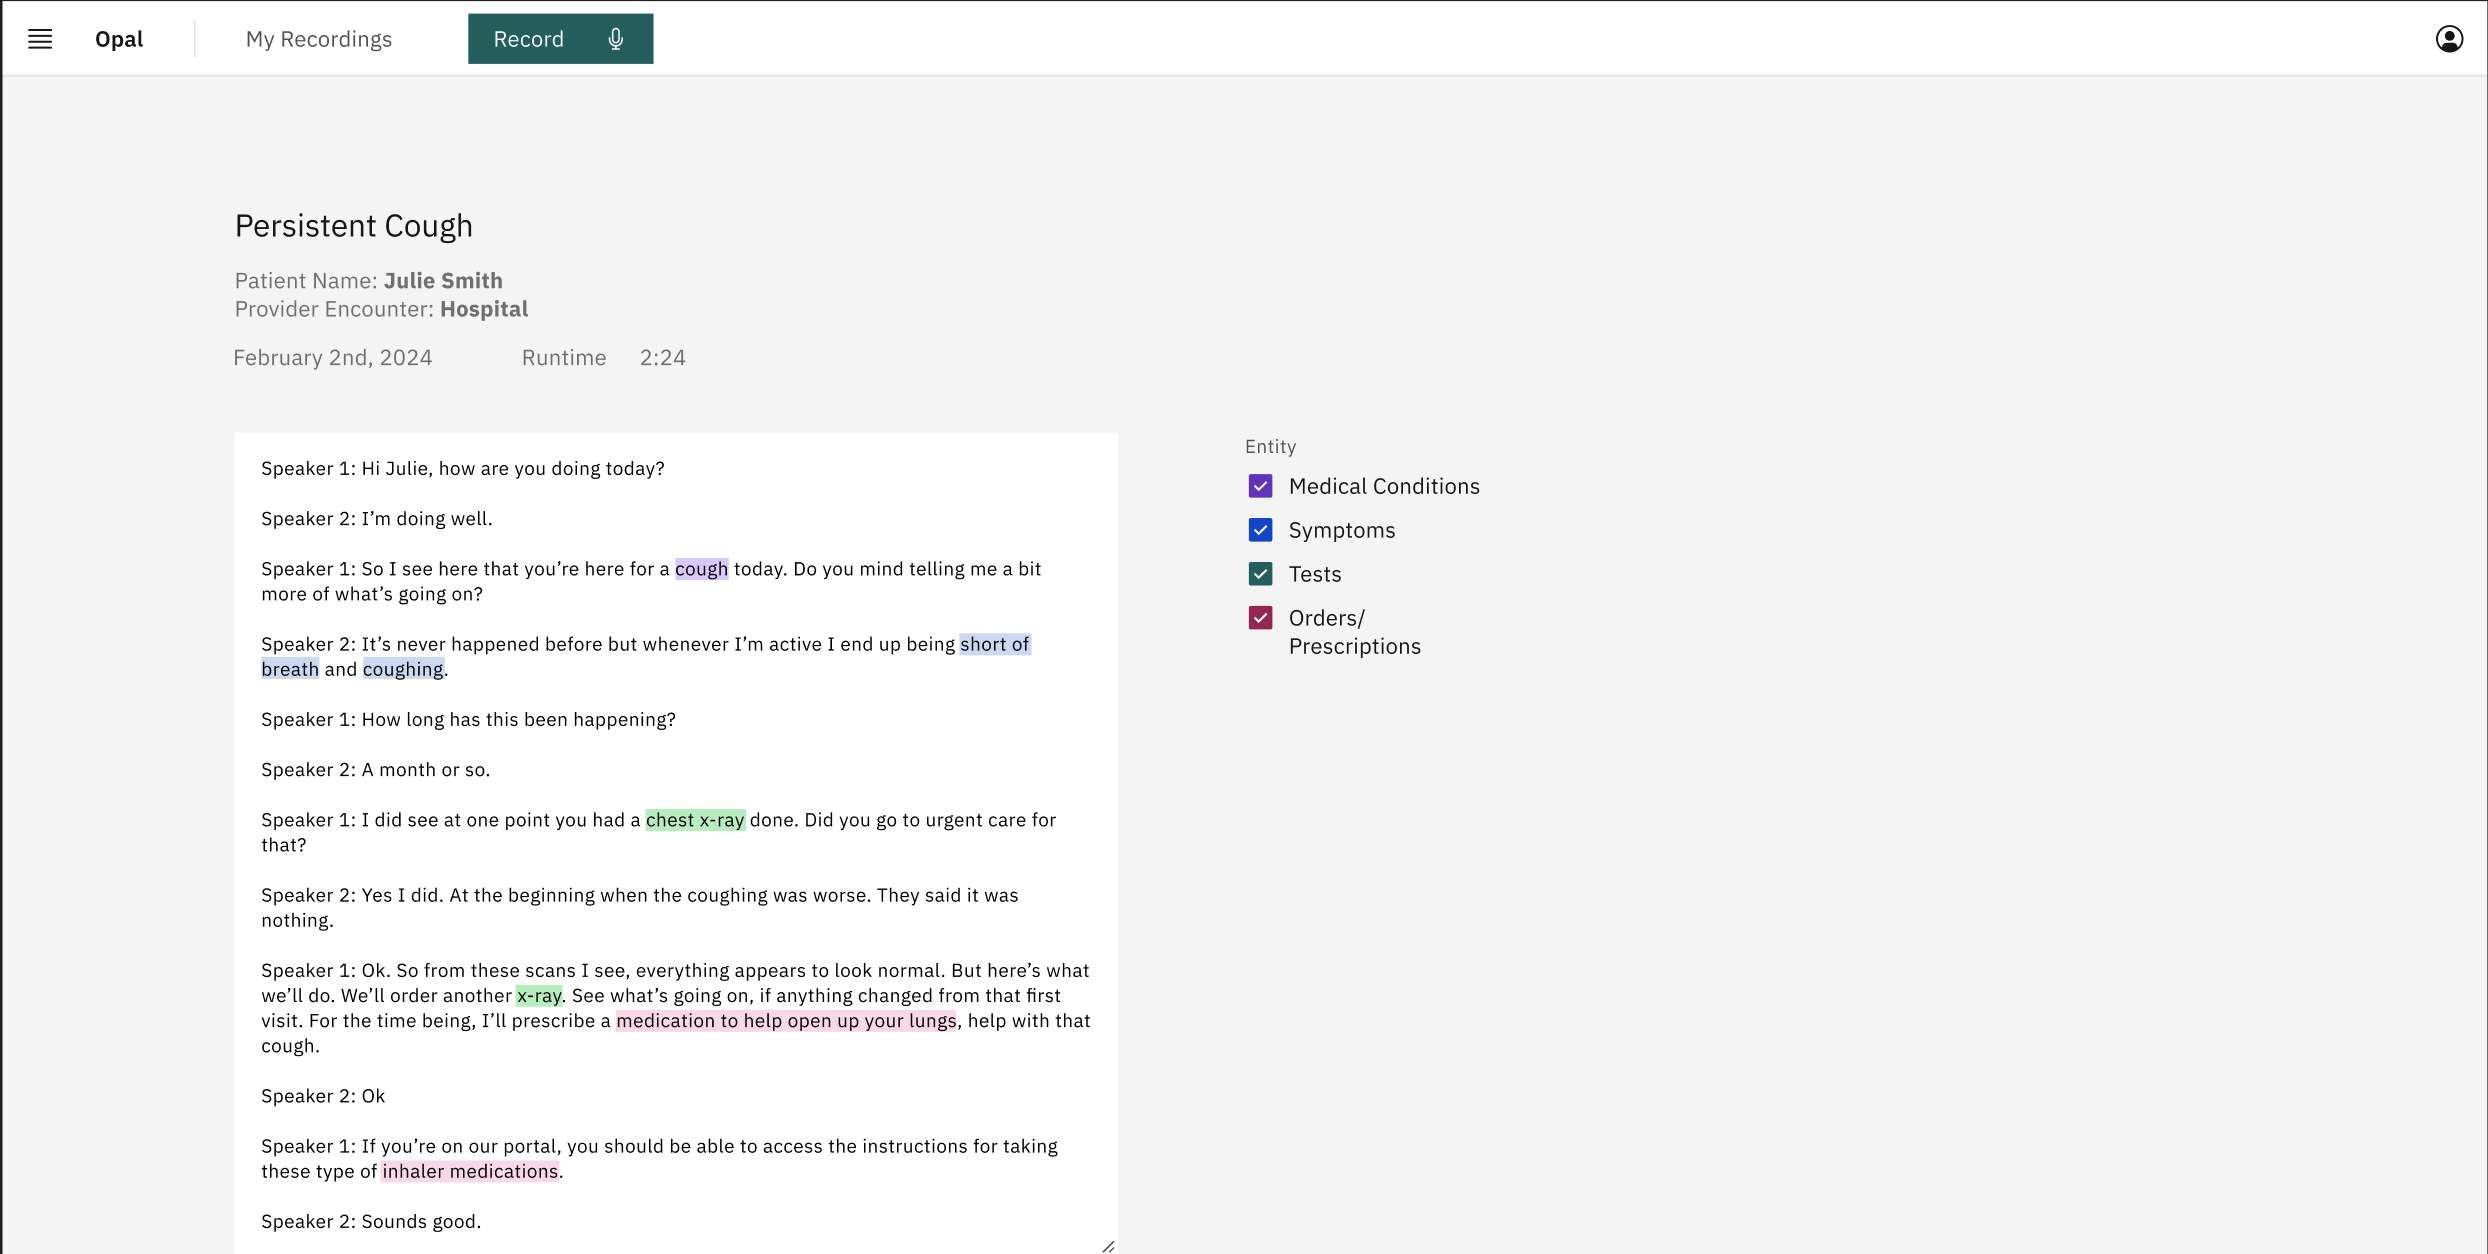 Opal
My Recordings
Record
Persistent Cough
Patient Name: Julie Smith
Provider Encounter: Hospital
February 2nd, 2024 Runtime 2:24
Speaker 1: Hi Julie, how are you doing today?
Speaker 2: I’m doing well.
Speaker 1: So I see here that you’re here for a cough today. Do you mind telling me a bit
more of what’s going on?
Speaker 2: It’s never happened before but whenever I’m active I end up being short of
breath and coughing.
Speaker 1: How long has this been happening?
Speaker 2: A month or so.
Speaker 1: I did see at one point you had a chest x-ray done. Did you go to urgent care for
that?
Speaker 2: Yes I did. At the beginning when the coughing was worse. They said it was
nothing.
Speaker 1: Ok. So from these scans I see, everything appears to look normal. But here’s what
we’ll do. We’ll order another x-ray. See what’s going on, if anything changed from that first
visit. For the time being, I’ll prescribe a medication to help open up your lungs, help with that
cough.
Speaker 2: Ok
Speaker 1: If you’re on our portal, you should be able to access the instructions for taking
these type of inhaler medications.
Speaker 2: Sounds good.
Entity
Medical Conditions
Symptoms
Tests
Orders/
Prescriptions